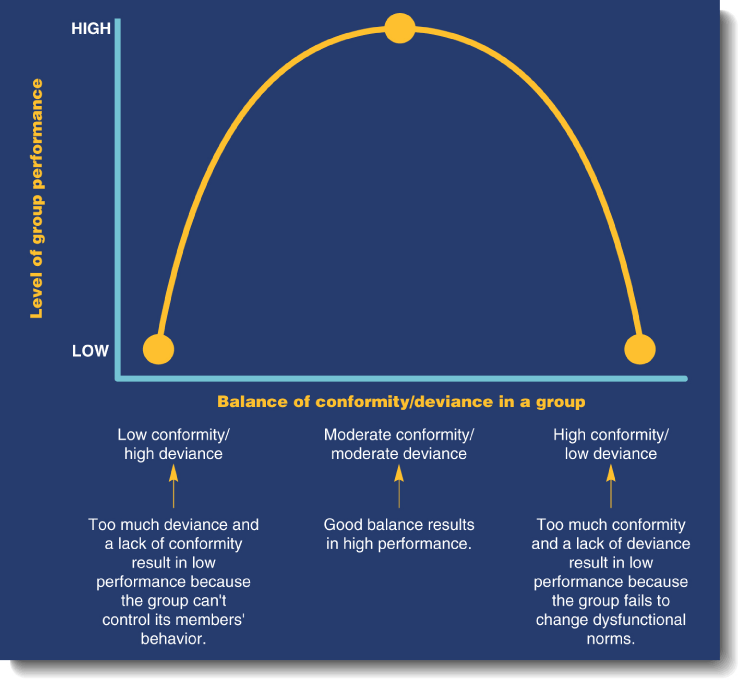 HIGH
Level of group performance
LOW
Balance of conformity/deviance in a group
Low conformity/
high deviance
Too much deviance and
a lack of conformity
result in low
performance because
the group can't
control its members'
behavior.
Moderate conformity/
moderate deviance
Good balance results
in high performance.
High conformity/
low deviance
Too much conformity
and a lack of deviance
result in low
performance because
the group fails to
change dysfunctional
norms.